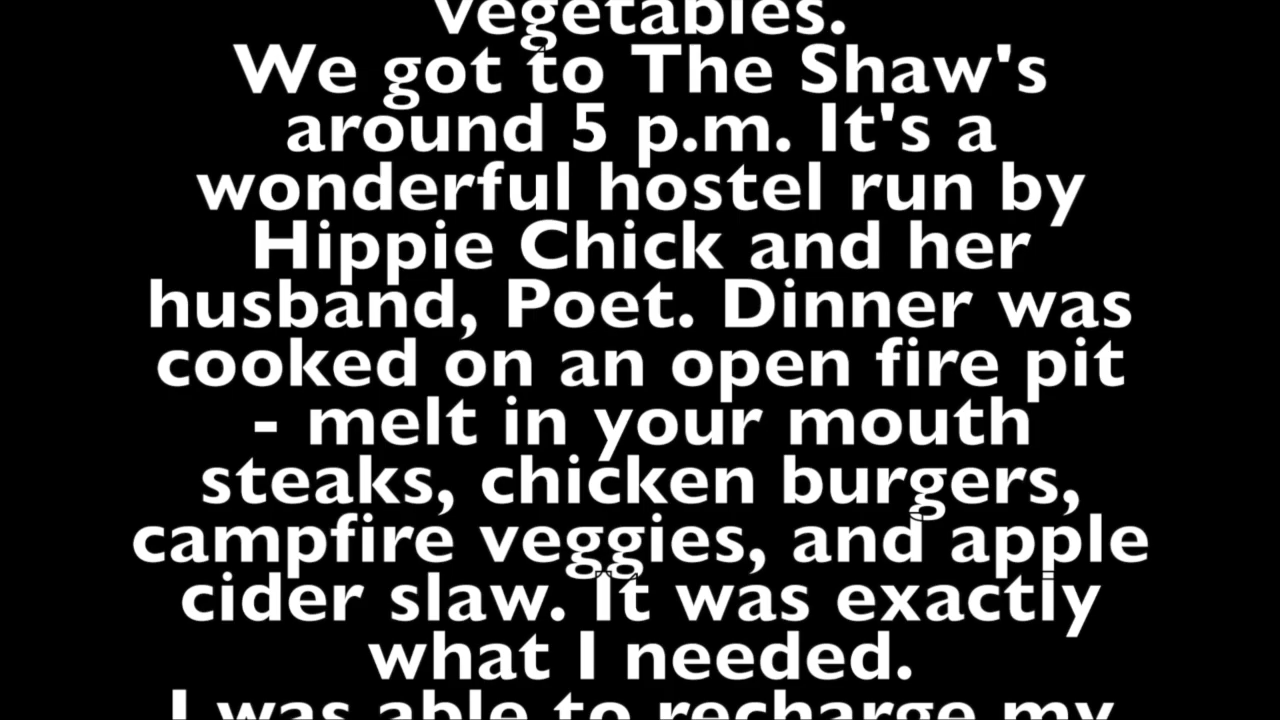 vegetables.
We got to The Shaw's
around 5 p.m. It's a
wonderful hostel run by
Hippie Chick and her
husband, Poet. Dinner was
cooked on an open fire pit
- melt in your mouth
steaks, chicken burgers,
campfire veggies, and apple
cider slaw. It was exactly
what I needed.
I was able to recharge my